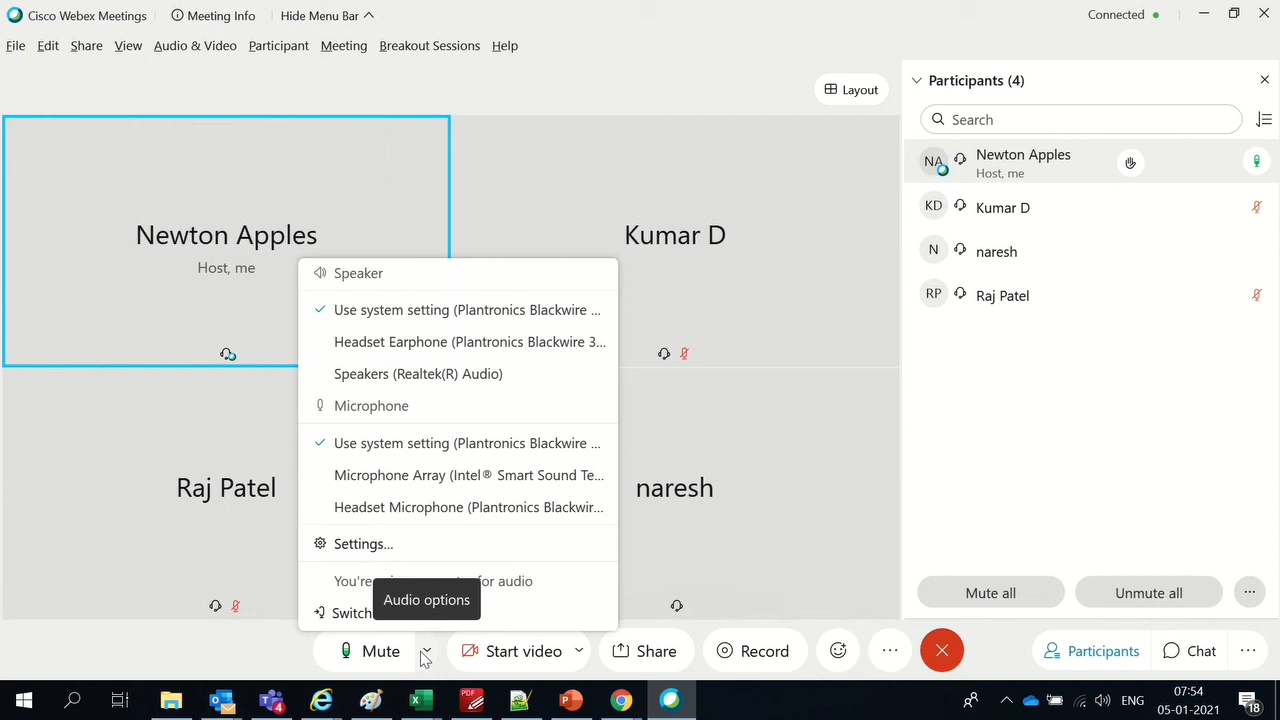 Cisco Webex Meetings
Meeting Info
Hide Menu Bar
Connected
File Edit Share View Audio & Video Participant Meeting Breakout Sessions Help
Layout
Participants (4)
Search
NA
Newton Apples
Host, me
KD
Kumar D
N
naresh
RP
Raj Patel
Newton Apples
Host, me
Kumar D
Raj Patel
naresh
Speaker
Use system setting (Plantronics Blackwire ...
Headset Earphone (Plantronics Blackwire 3...
Speakers (Realtek(R) Audio)
Microphone
Use system setting (Plantronics Blackwire ...
Microphone Array (Intel® Smart Sound Te...
Headset Microphone (Plantronics Blackwir...
Settings...
You're for audio
Audio options
Switch
Mute all
Unmute all
Mute
Start video
Share
Record
Participants
Chat
ENG
07:54
05-01-2021
4
PDF
18